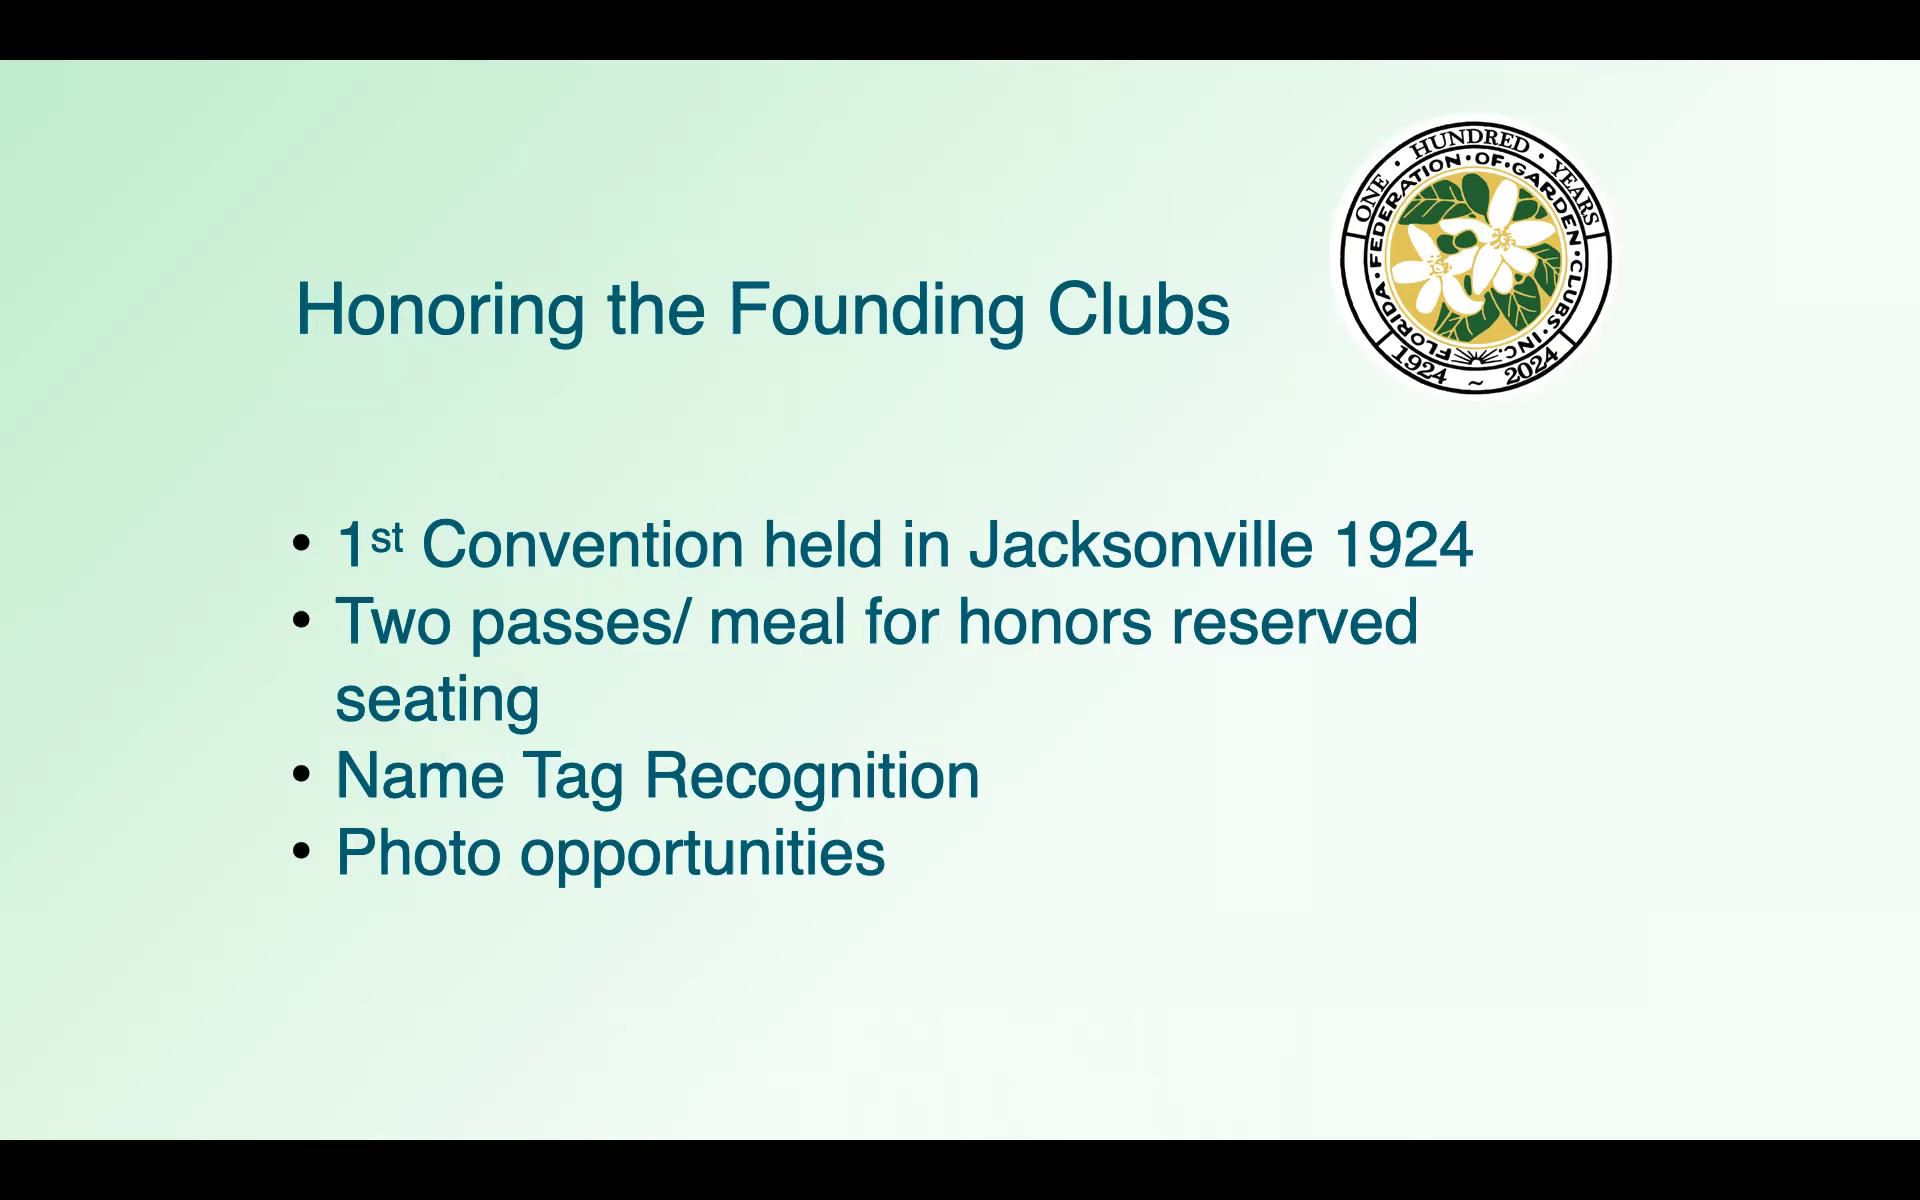 ONE · HUNDRED · YEARS
FLORIDA · FEDERATION · OF · GARDEN · CLUBS · INC.
1924 ~ 2024
Honoring the Founding Clubs
• 1st Convention held in Jacksonville 1924
• Two passes/ meal for honors reserved
seating
• Name Tag Recognition
• Photo opportunities